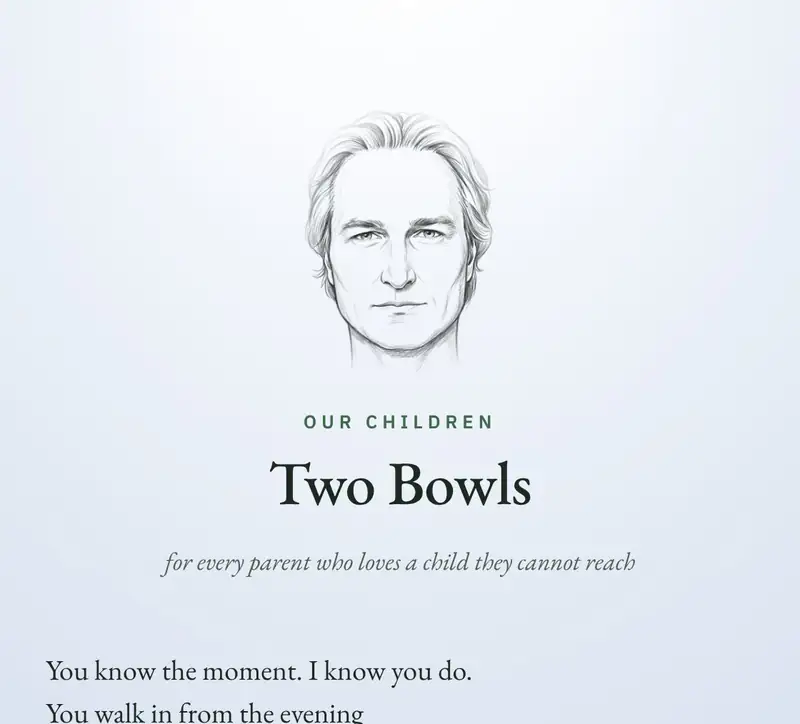 OUR CHILDREN
Two Bowls
for every parent who loves a child they cannot reach
You know the moment. I know you do.
You walk in from the evening